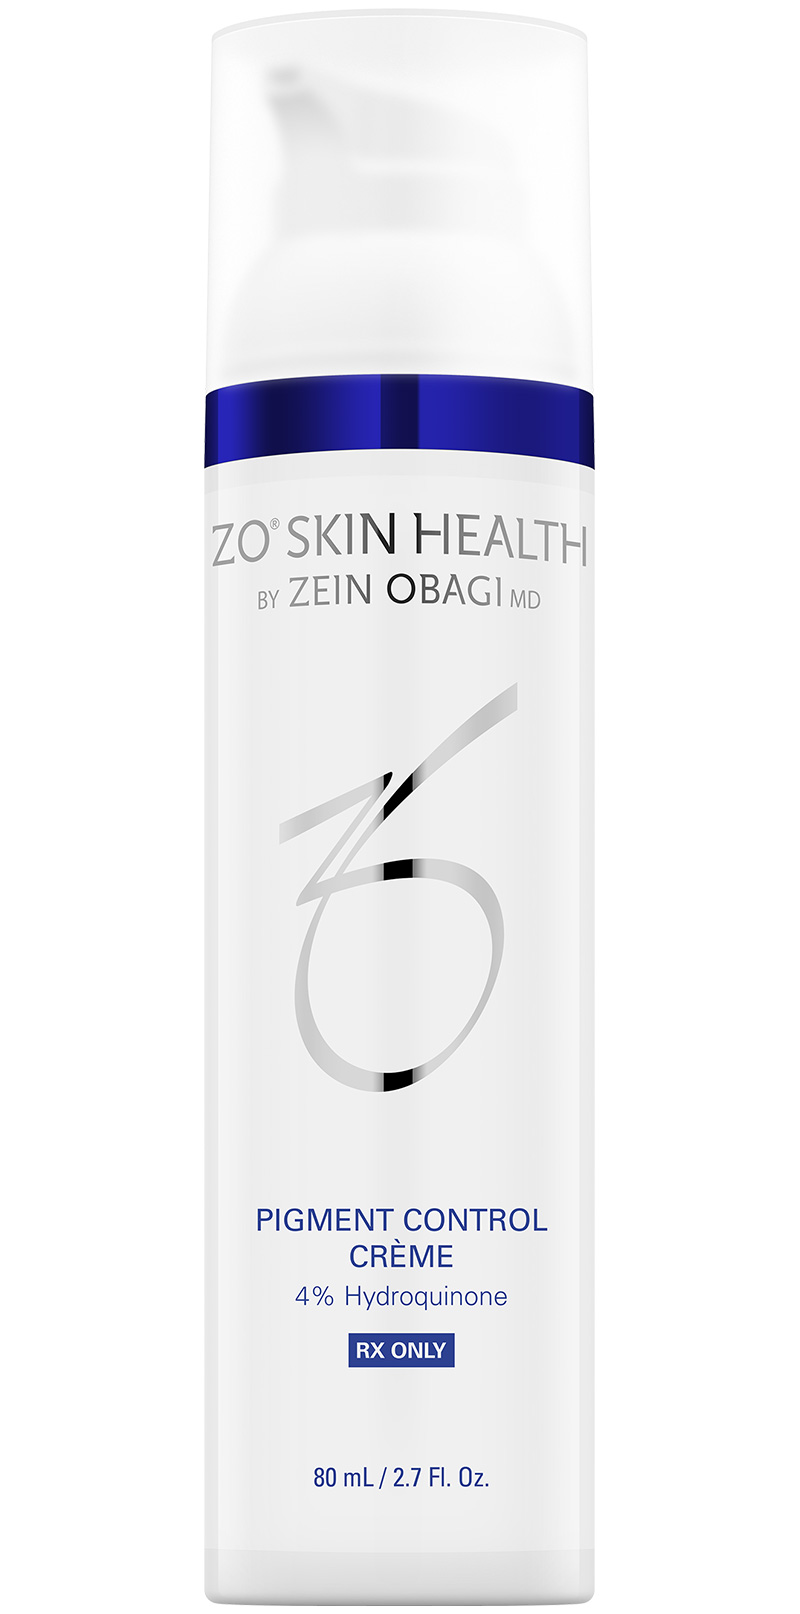 ZO® SKIN HEALTH
BY ZEIN OBAGI MD
PIGMENT CONTROL
CRÈME
4% Hydroquinone
RX ONLY
80 mL / 2.7 Fl. Oz.